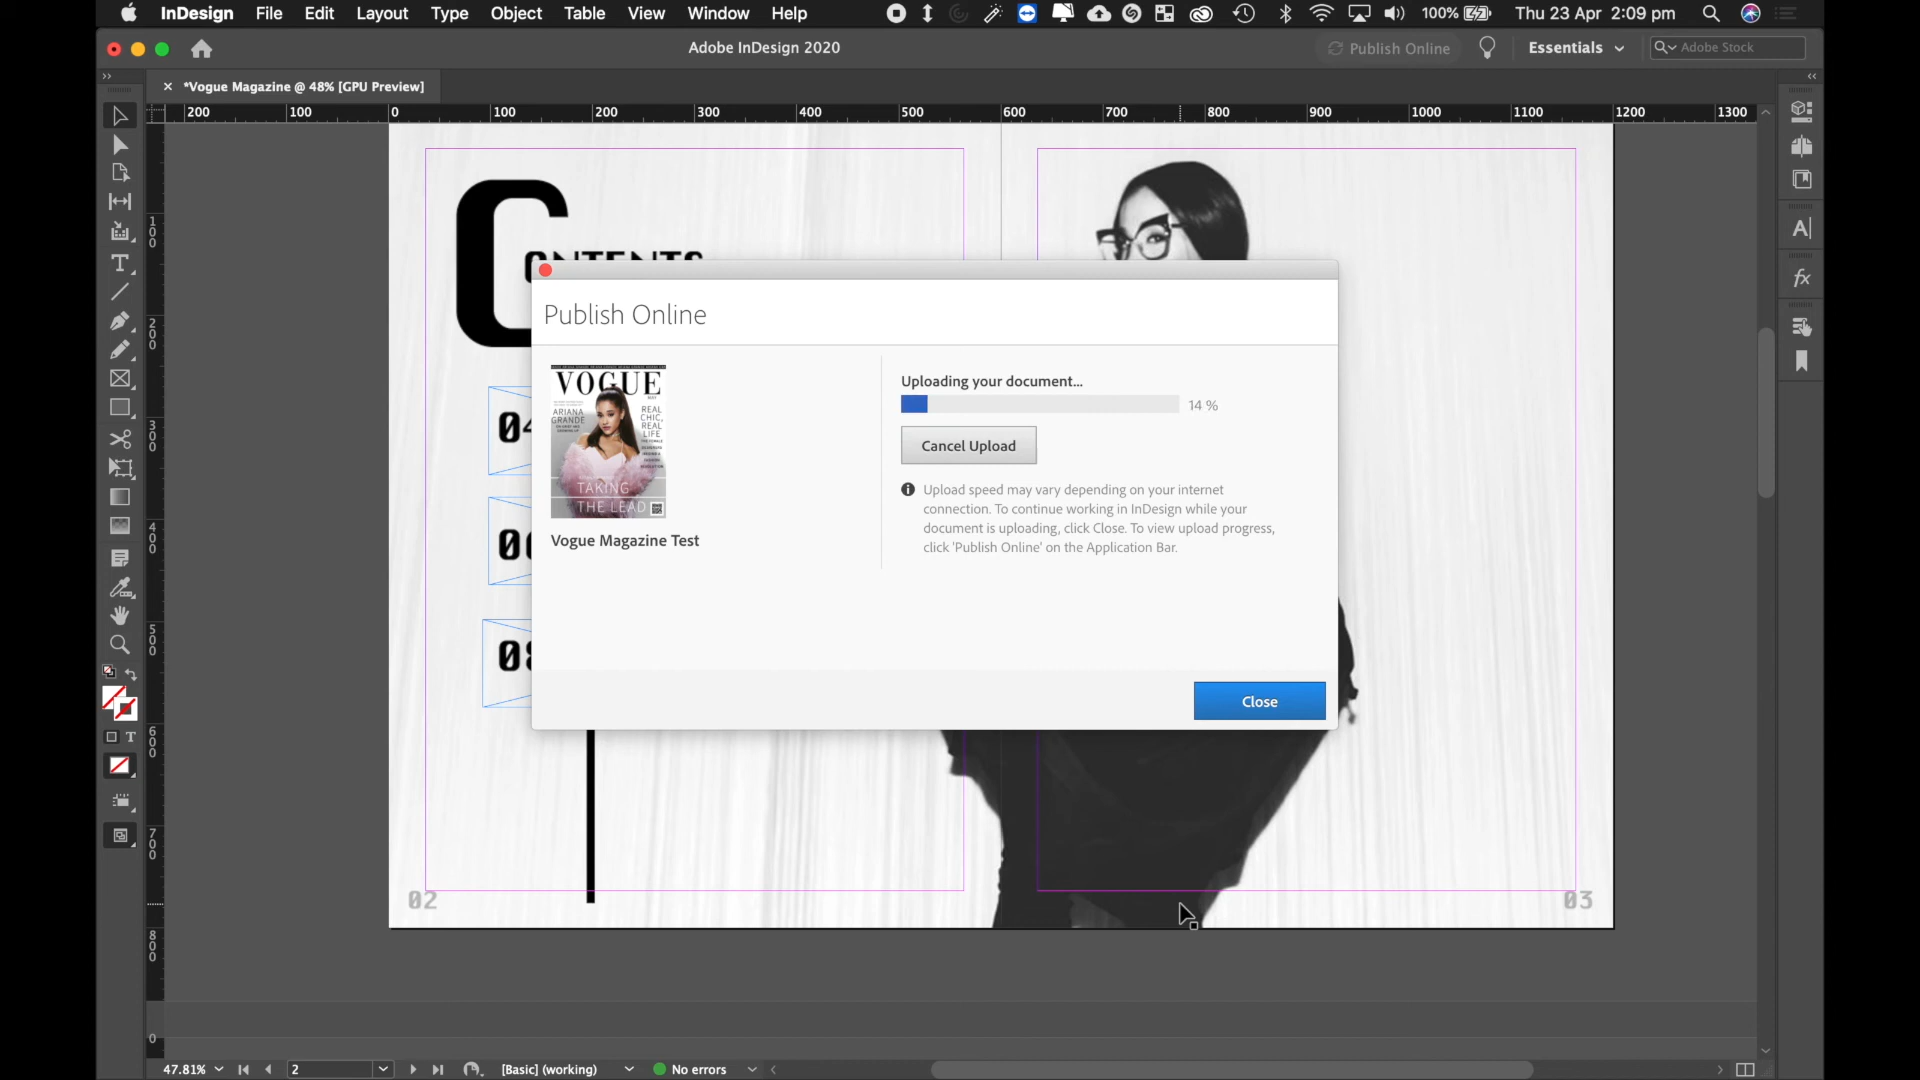 InDesign File Edit Layout Type Object Table View Window Help 100% Thu 23 Apr 2:09 pm
Adobe InDesign 2020 Publish Online Essentials Adobe Stock
*Vogue Magazine @ 48% [GPU Preview]
200 100 0 100 200 300 400 500 600 700 800 900 1000 1100 1200 1300
100
200
300
400
500
600
700
800
0
CONTENTS
Publish Online
VOGUE
ARIANA
GRANDE
REAL
CHIC,
REAL
LIFE
TAKING
THE LEAD
Vogue Magazine Test
Uploading your document...
14 %
Cancel Upload
Upload speed may vary depending on your internet
connection. To continue working in InDesign while your
document is uploading, click Close. To view upload progress,
click 'Publish Online' on the Application Bar.
Close
04
0
02
03
47.81% 2 [Basic] (working) No errors